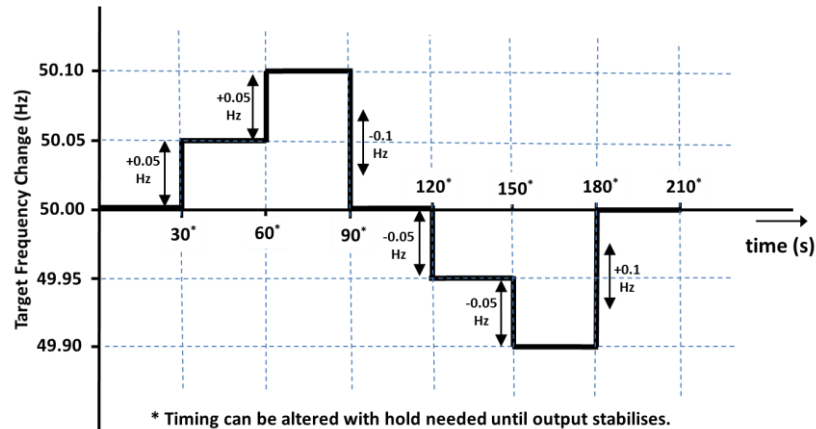 Target Frequency Change (Hz)
50.10
50.05
50.00
49.95
49.90
+0.05
Hz
+0.05
Hz
-0.1
Hz
30*
60*
90*
120*
150*
180*
210*
-0.05
Hz
-0.05
Hz
+0.1
Hz
time (s)
* Timing can be altered with hold needed until output stabilises.